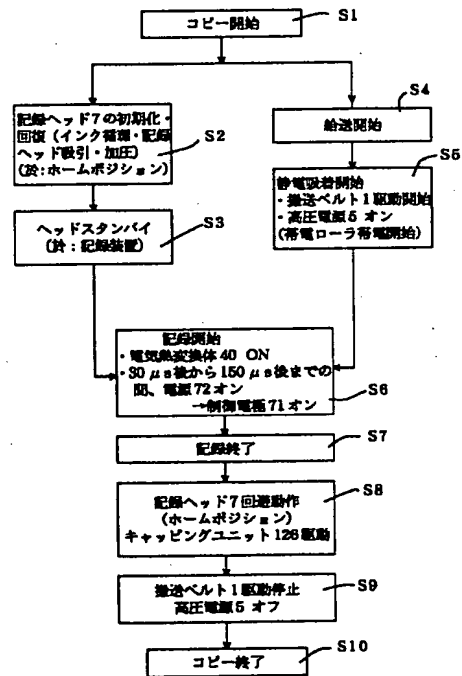 コピー開始
S1
記録ヘッド7の初期化・
回復(インク循環・記録
ヘッド吸引・加圧)
(於:ホームポジション)
S2
ヘッドスタンバイ
(於:記録装置)
S3
給送開始
S4
静電吸着開始
・搬送ベルト1駆動開始
・高圧電源5 オン
(帯電ローラ帯電開始)
S5
記録開始
・電気熱変換体40 ON
・30μs後から150μs後までの
間、電源72オン
→制御電極71オン
S6
記録終了
S7
記録ヘッド7回避動作
(ホームポジション)
キャッピングユニット126駆動
S8
搬送ベルト1駆動停止
高圧電源5 オフ
S9
コピー終了
S10